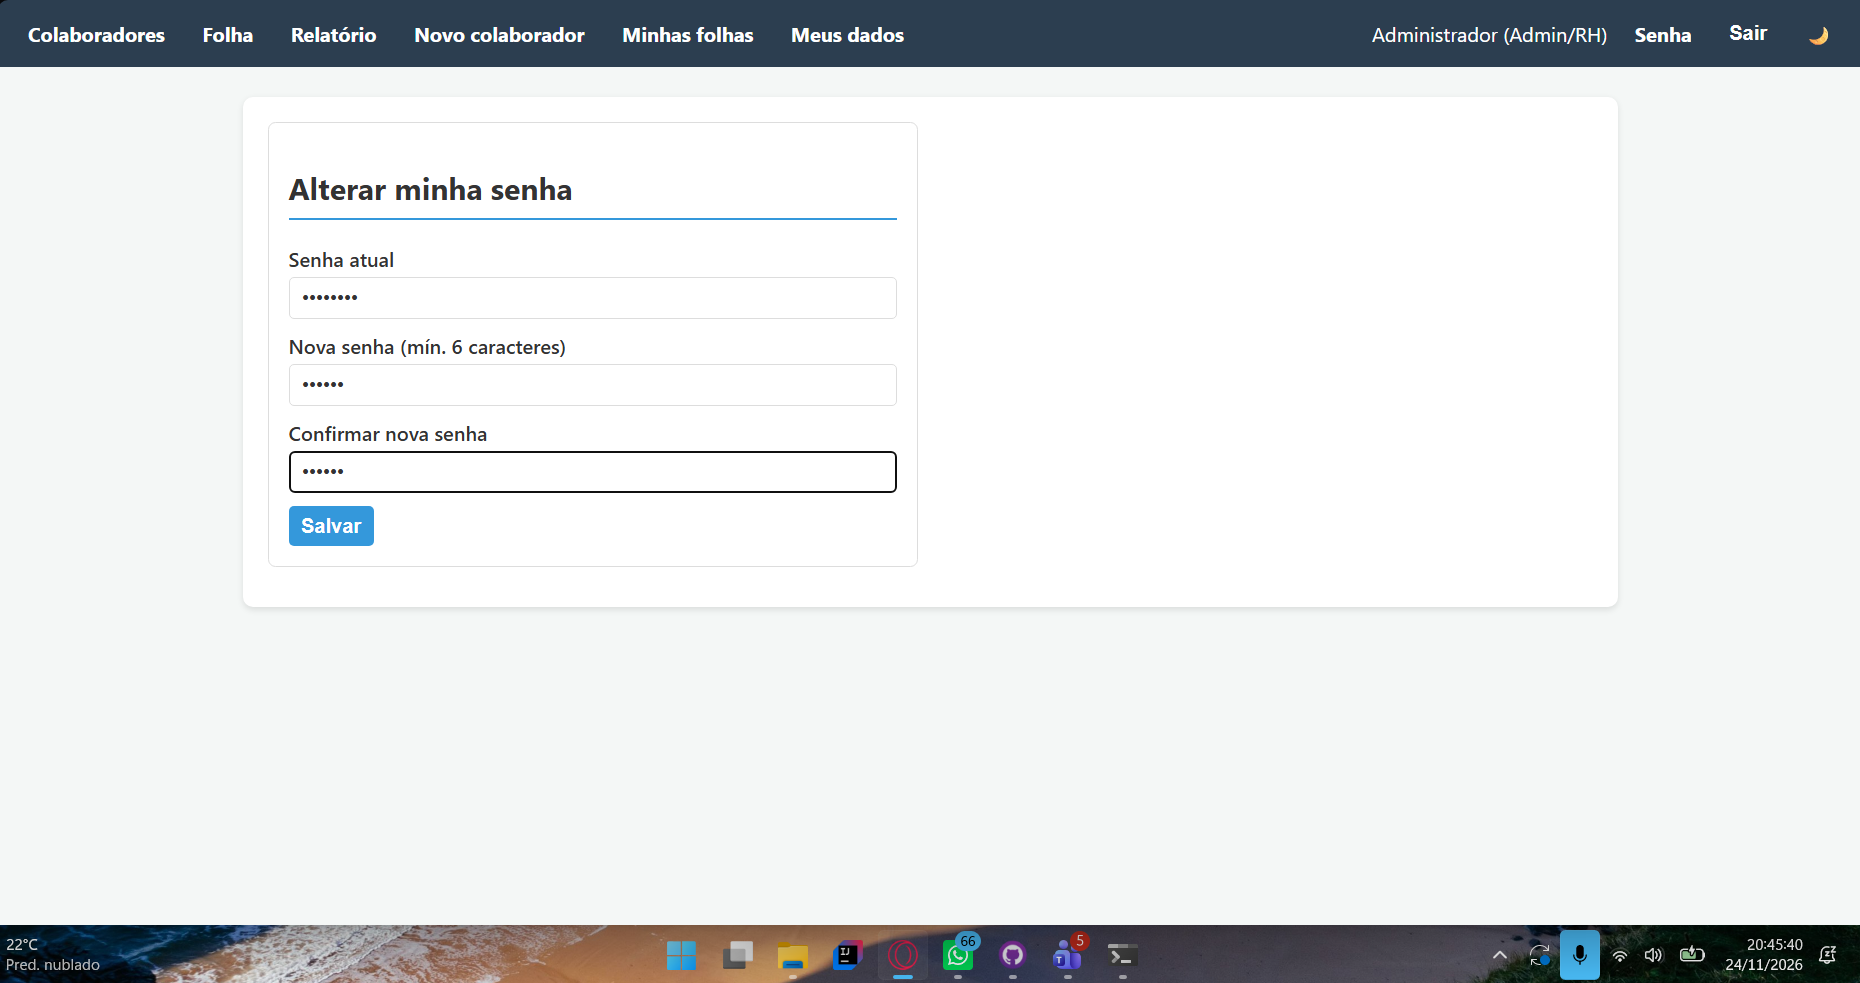 Colaboradores Folha Relatório Novo colaborador Minhas folhas Meus dados Administrador (Admin/RH) Senha Sair
Alterar minha senha
Senha atual
••••••••
Nova senha (mín. 6 caracteres)
••••••
Confirmar nova senha
••••••
Salvar
22°C
Pred. nublado
IJ
66
T
5
20:45:40
24/11/2026